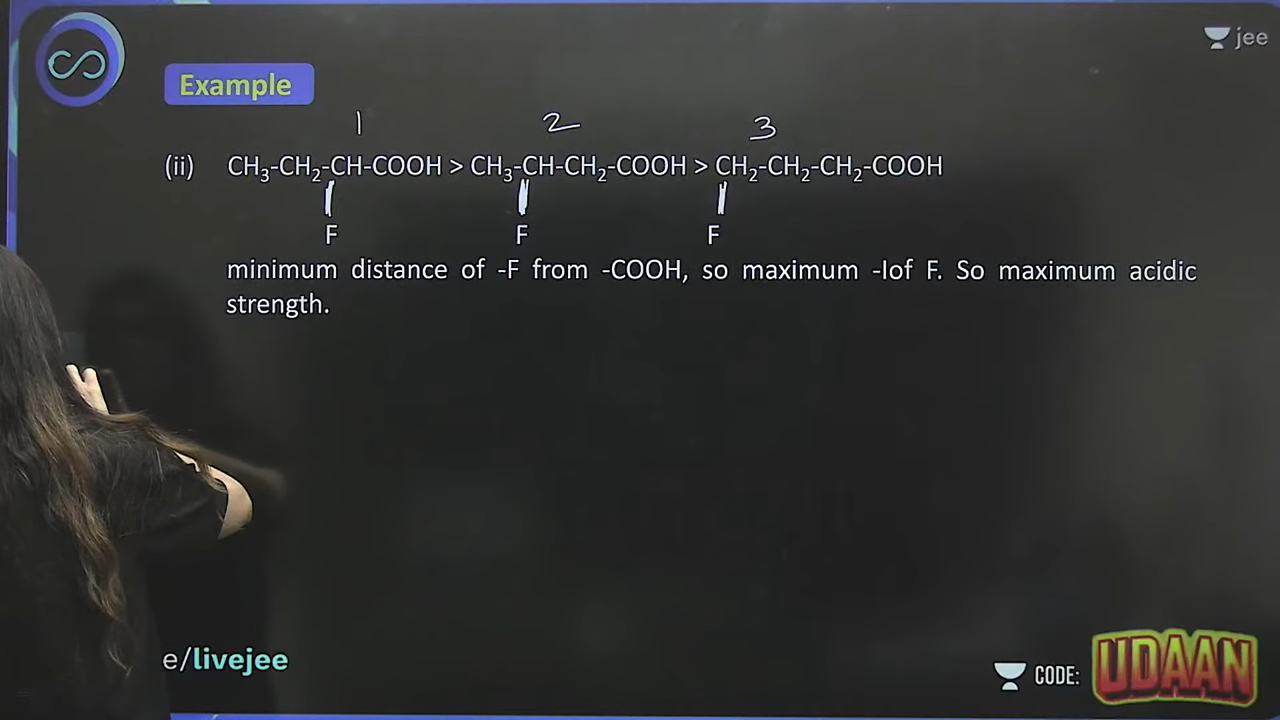 jee
Example
1 2 3
(ii) CH₃-CH₂-CH-COOH > CH₃-CH-CH₂-COOH > CH₂-CH₂-CH₂-COOH
F F F
minimum distance of -F from -COOH, so maximum -Iof F. So maximum acidic
strength.
e/livejee
CODE: UDAAN